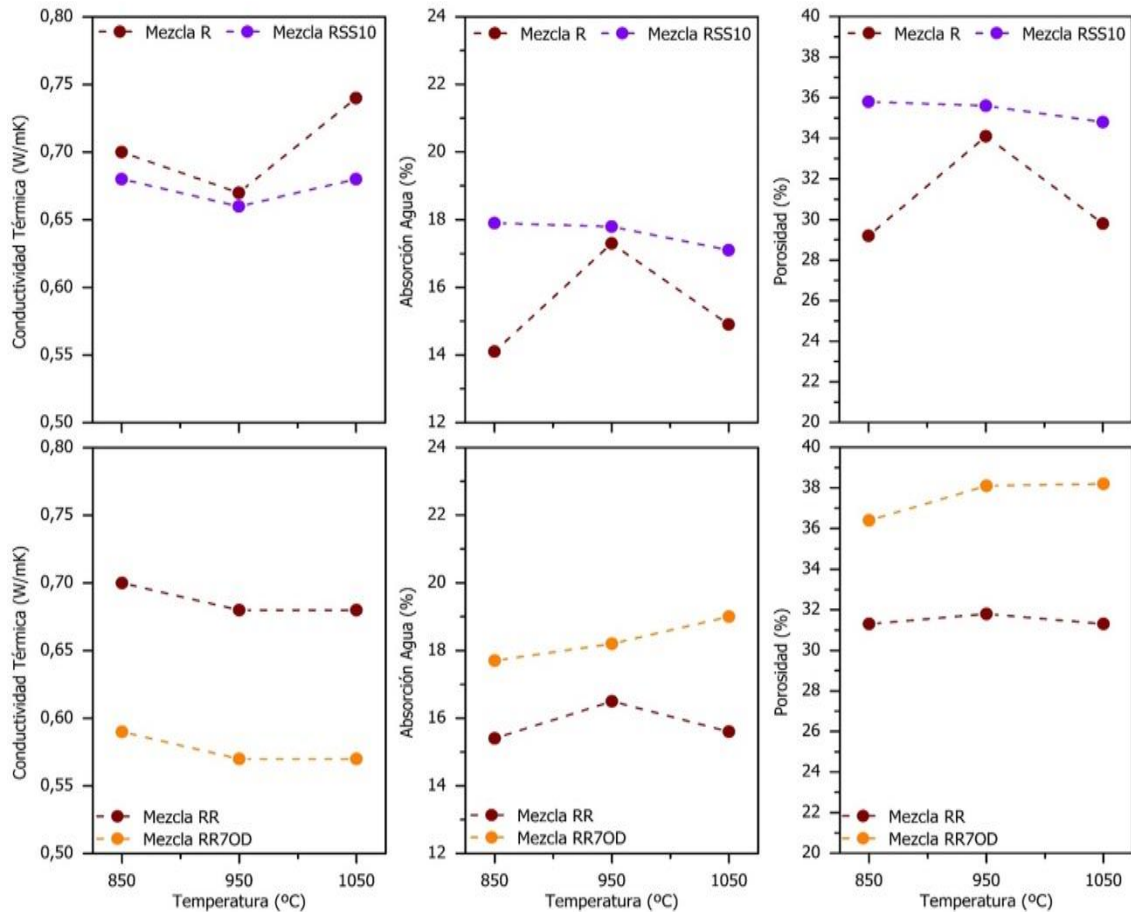 Conductividad Térmica (W/mK)
0,80
0,75
0,70
0,65
0,60
0,55
0,50
Mezcla R
Mezcla RSS10
Absorción Agua (%)
24
22
20
18
16
14
12
Mezcla R
Mezcla RSS10
Porosidad (%)
40
38
36
34
32
30
28
26
24
22
20
Mezcla R
Mezcla RSS10
Conductividad Térmica (W/mK)
0,80
0,75
0,70
0,65
0,60
0,55
0,50
Mezcla RR
Mezcla RR7OD
850
950
1050
Temperatura (ºC)
Absorción Agua (%)
24
22
20
18
16
14
12
Mezcla RR
Mezcla RR7OD
850
950
1050
Temperatura (ºC)
Porosidad (%)
40
38
36
34
32
30
28
26
24
22
20
Mezcla RR
Mezcla RR7OD
850
950
1050
Temperatura (ºC)